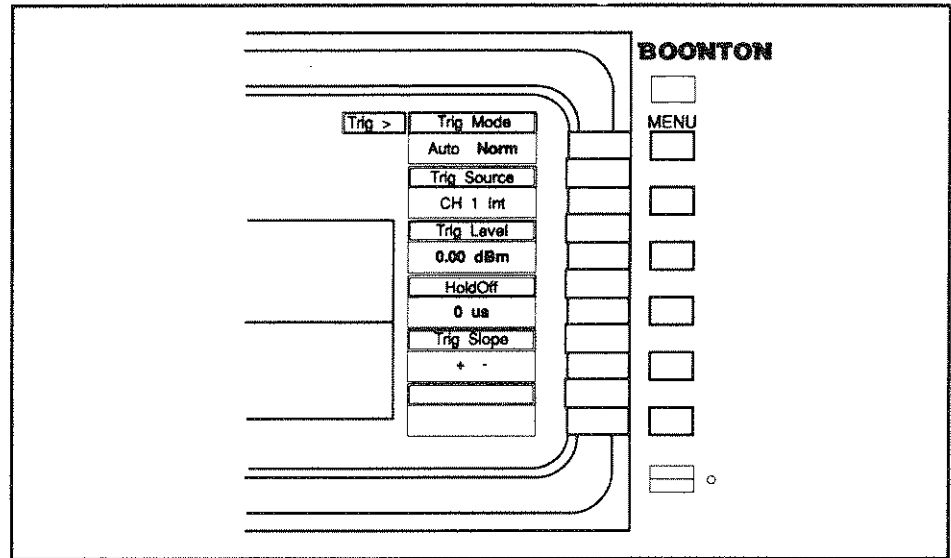 BOONTON
MENU
Trig >
Trig Mode
Auto Norm
Trig Source
CH 1 Int
Trig Level
0.00 dBm
HoldOff
0 us
Trig Slope
+ -